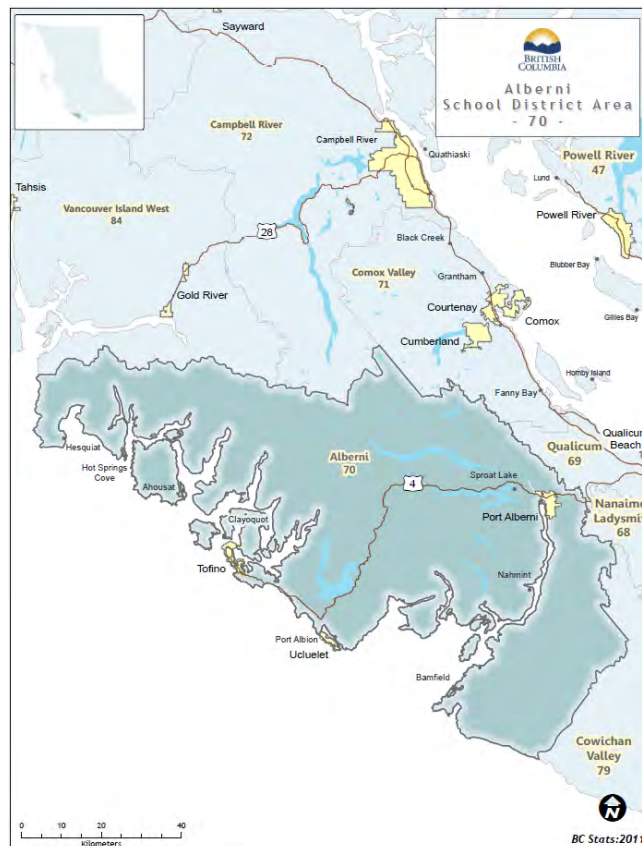 Sayward
BRITISH
COLUMBIA
Alberni
School District Area
- 70 -
Campbell River
72
Campbell River
Quathiaski
Powell River
47
Lund
Tahsis
Vancouver Island West
84
28
Powell River
Black Creek
Comox Valley
71
Grantham
Blubber Bay
Gold River
Courtenay
Comox
Gilles Bay
Cumberland
Hornby Island
Fanny Bay
Qualicum
Beach
Hesquiat
Hot Springs
Cove
Alberni
70
Qualicum
69
Ahousat
4
Sproat Lake
Nanaimo
Ladysmi
68
Port Alberni
Clayoquot
Tofino
Nahmint
Port Albion
Ucluelet
Bamfield
Cowichan
Valley
79
0 10 20 40
Kilometers
N
BC Stats:2011